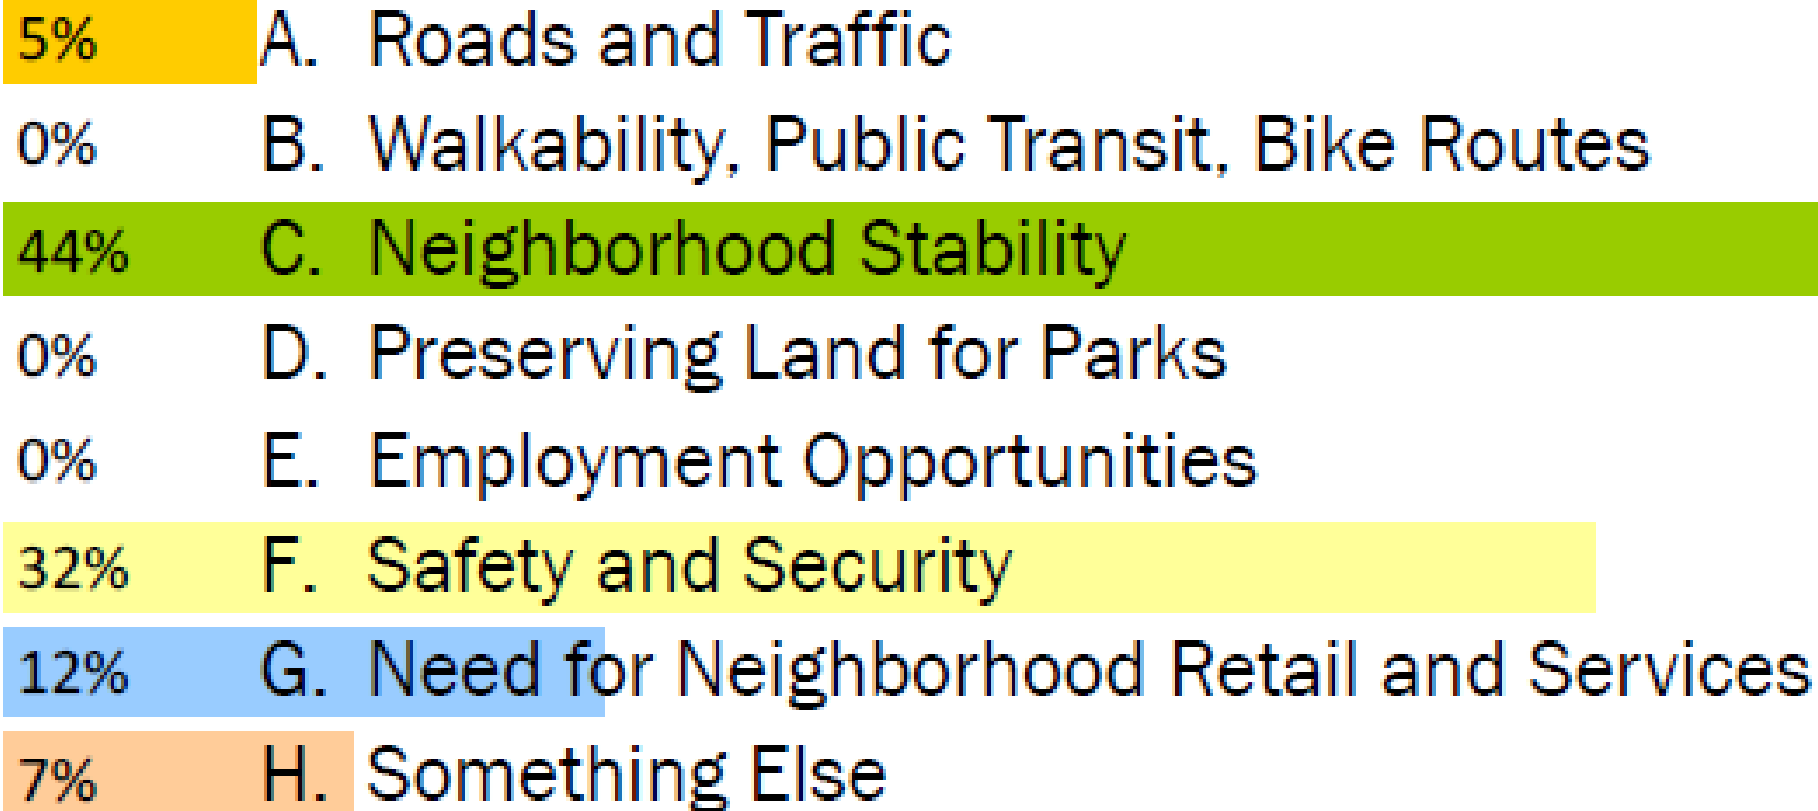 5% A. Roads and Traffic
0% B. Walkability, Public Transit, Bike Routes
44% C. Neighborhood Stability
0% D. Preserving Land for Parks
0% E. Employment Opportunities
32% F. Safety and Security
12% G. Need for Neighborhood Retail and Services
7% H. Something Else